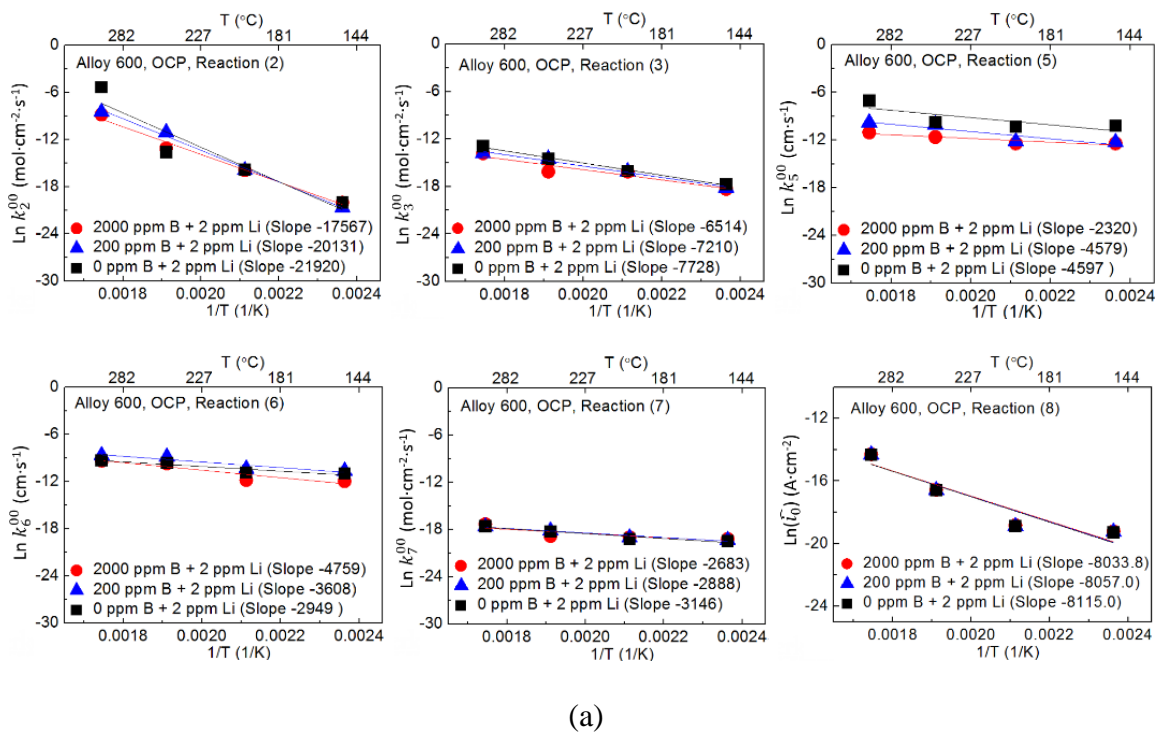 T (°C)
282 227 181 144
0
-6
-12
-18
-24
-30
Ln k₂⁰⁰ (mol·cm⁻²·s⁻¹)
Alloy 600, OCP, Reaction (2)
2000 ppm B + 2 ppm Li (Slope -17567)
200 ppm B + 2 ppm Li (Slope -20131)
0 ppm B + 2 ppm Li (Slope -21920)
0.0018 0.0020 0.0022 0.0024
1/T (1/K)
T (°C)
282 227 181 144
0
-6
-12
-18
-24
-30
Ln k₃⁰⁰ (mol·cm⁻²·s⁻¹)
Alloy 600, OCP, Reaction (3)
2000 ppm B + 2 ppm Li (Slope -6514)
200 ppm B + 2 ppm Li (Slope -7210)
0 ppm B + 2 ppm Li (Slope -7728)
0.0018 0.0020 0.0022 0.0024
1/T (1/K)
T (°C)
282 227 181 144
0
-5
-10
-15
-20
-25
-30
Ln k₅⁰⁰ (cm·s⁻¹)
Alloy 600, OCP, Reaction (5)
2000 ppm B + 2 ppm Li (Slope -2320)
200 ppm B + 2 ppm Li (Slope -4579)
0 ppm B + 2 ppm Li (Slope -4597 )
0.0018 0.0020 0.0022 0.0024
1/T (1/K)
T (°C)
282 227 181 144
0
-6
-12
-18
-24
-30
Ln k₆⁰⁰ (cm·s⁻¹)
Alloy 600, OCP, Reaction (6)
2000 ppm B + 2 ppm Li (Slope -4759)
200 ppm B + 2 ppm Li (Slope -3608)
0 ppm B + 2 ppm Li (Slope -2949 )
0.0018 0.0020 0.0022 0.0024
1/T (1/K)
T (°C)
282 227 181 144
0
-6
-12
-18
-24
-30
Ln k₇⁰⁰ (mol·cm⁻²·s⁻¹)
Alloy 600, OCP, Reaction (7)
2000 ppm B + 2 ppm Li (Slope -2683)
200 ppm B + 2 ppm Li (Slope -2888)
0 ppm B + 2 ppm Li (Slope -3146)
0.0018 0.0020 0.0022 0.0024
1/T (1/K)
T (°C)
282 227 181 144
-12
-16
-20
-24
Ln(î₀) (A·cm⁻²)
Alloy 600, OCP, Reaction (8)
2000 ppm B + 2 ppm Li (Slope -8033.8)
200 ppm B + 2 ppm Li (Slope -8057.0)
0 ppm B + 2 ppm Li (Slope -8115.0)
0.0018 0.0020 0.0022 0.0024
1/T (1/K)
(a)